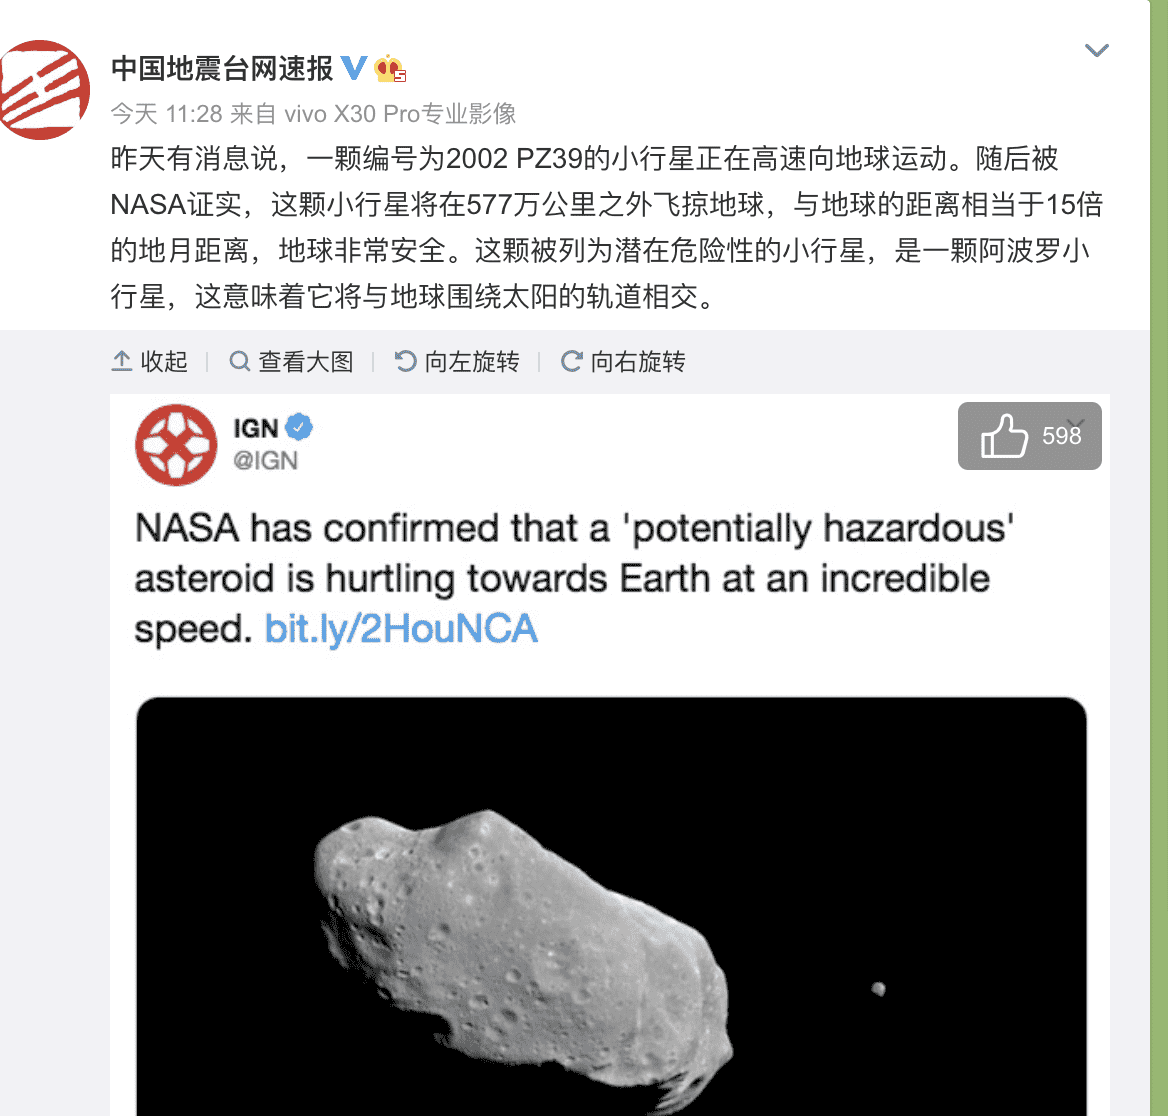 中国地震台网速报
今天 11:28 来自 vivo X30 Pro专业影像
昨天有消息说，一颗编号为2002 PZ39的小行星正在高速向地球运动。随后被
NASA证实，这颗小行星将在577万公里之外飞掠地球，与地球的距离相当于15倍
的地月距离，地球非常安全。这颗被列为潜在危险性的小行星，是一颗阿波罗小
行星，这意味着它将与地球围绕太阳的轨道相交。
收起 查看大图 向左旋转 向右旋转
IGN
@IGN
598
NASA has confirmed that a 'potentially hazardous'
asteroid is hurtling towards Earth at an incredible
speed. bit.ly/2HouNCA